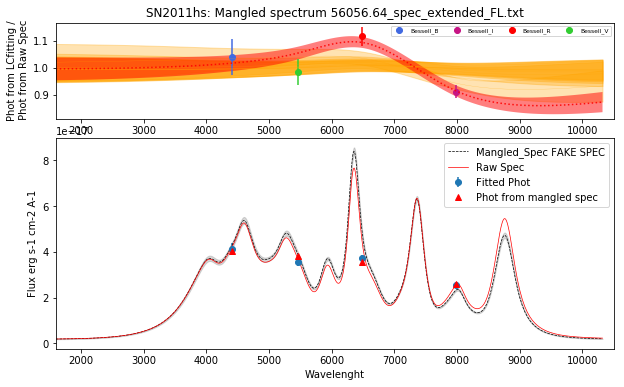 SN2011hs: Mangled spectrum 56056.64_spec_extended_FL.txt
Phot from LCfitting /
Phot from Raw Spec
1.1
1.0
0.9
Bessell_B
Bessell_I
Bessell_R
Bessell_V
2000 3000 4000 5000 6000 7000 8000 9000 10000
1e−17
Flux erg s-1 cm-2 A-1
8
6
4
2
0
Mangled_Spec FAKE SPEC
Raw Spec
Fitted Phot
Phot from mangled spec
2000 3000 4000 5000 6000 7000 8000 9000 10000
Wavelenght